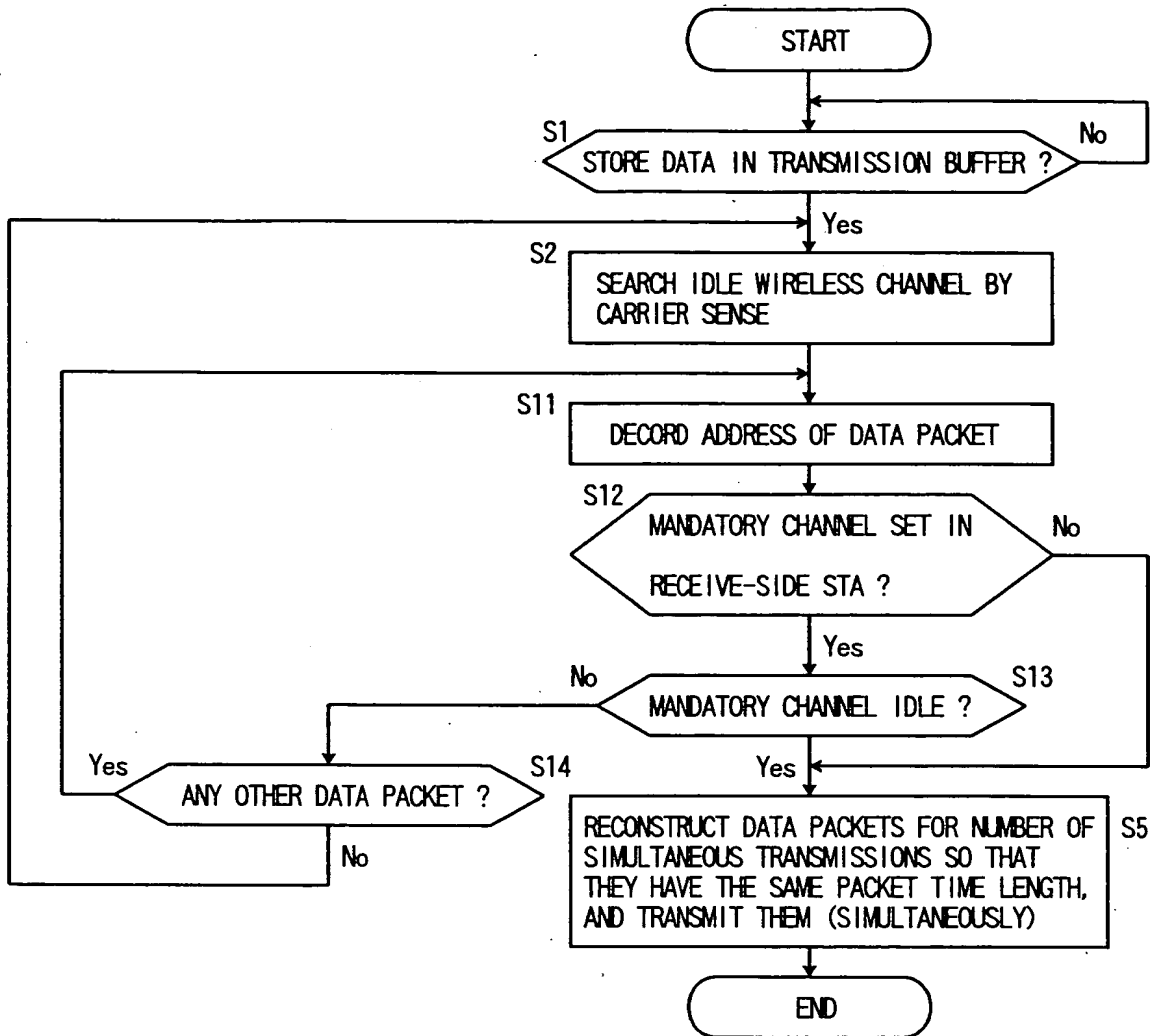 START
S1
No
STORE DATA IN TRANSMISSION BUFFER ?
Yes
S2
SEARCH IDLE WIRELESS CHANNEL BY
CARRIER SENSE
S11
DECORD ADDRESS OF DATA PACKET
S12
MANDATORY CHANNEL SET IN
RECEIVE-SIDE STA ?
No
Yes
No
S13
MANDATORY CHANNEL IDLE ?
Yes
Yes
S14
ANY OTHER DATA PACKET ?
No
RECONSTRUCT DATA PACKETS FOR NUMBER OF
SIMULTANEOUS TRANSMISSIONS SO THAT
THEY HAVE THE SAME PACKET TIME LENGTH,
AND TRANSMIT THEM (SIMULTANEOUSLY)
S5
END